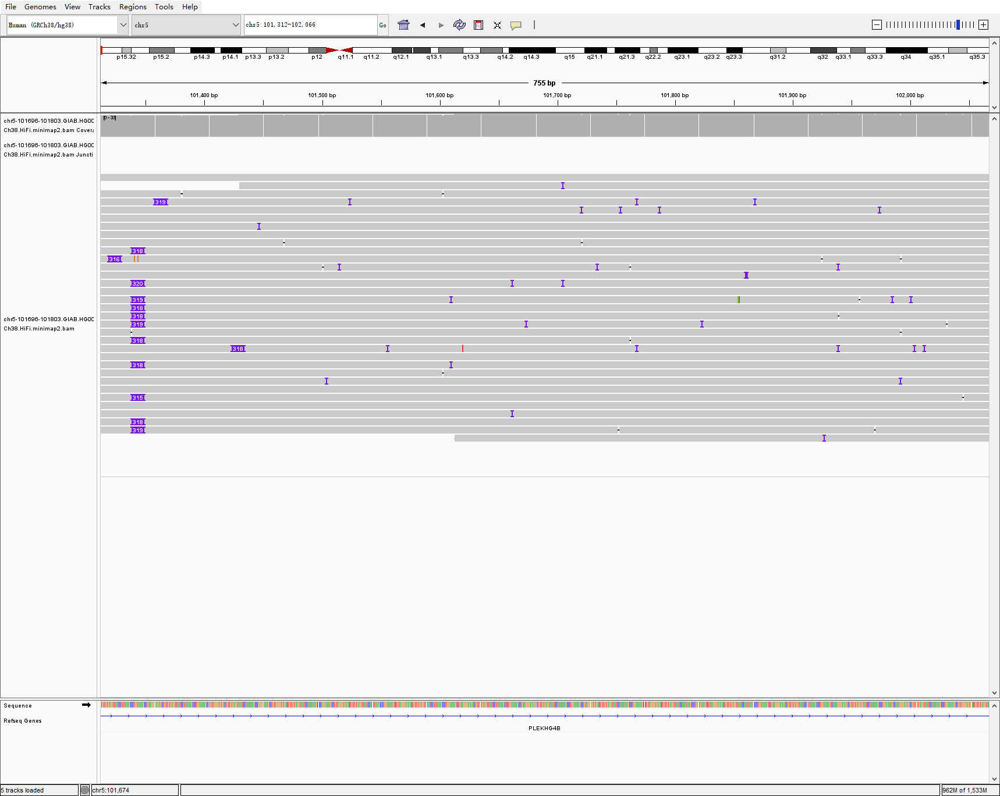 File Genomes View Tracks Regions Tools Help
Human (GRCh38/hg38) chr5 chr5:101,312-102,066 Go
p15.32 p15.2 p14.3 p14.1 p13.3 p13.2 p12 q11.1 q11.2 q12.1 q13.1 q13.3 q14.2 q14.3 q15 q21.1 q21.3 q22.2 q23.1 q23.2 q23.3 q31.2 q32 q33.1 q33.3 q34 q35.1 q35.3
755 bp
101,400 bp 101,500 bp 101,600 bp 101,700 bp 101,800 bp 101,900 bp 102,000 bp
[0 - 33]
chr5-101696-101803.GIAB.HG00
Ch38.HiFi.minimap2.bam Covera
chr5-101696-101803.GIAB.HG00
Ch38.HiFi.minimap2.bam Juncti
319
318
316
320
319
318
318
319
318
318
318
315
318
319
chr5-101696-101803.GIAB.HG00
Ch38.HiFi.minimap2.bam
Sequence
Refseq Genes
PLEKHG4B
5 tracks loaded chr5:101,674 962M of 1,533M